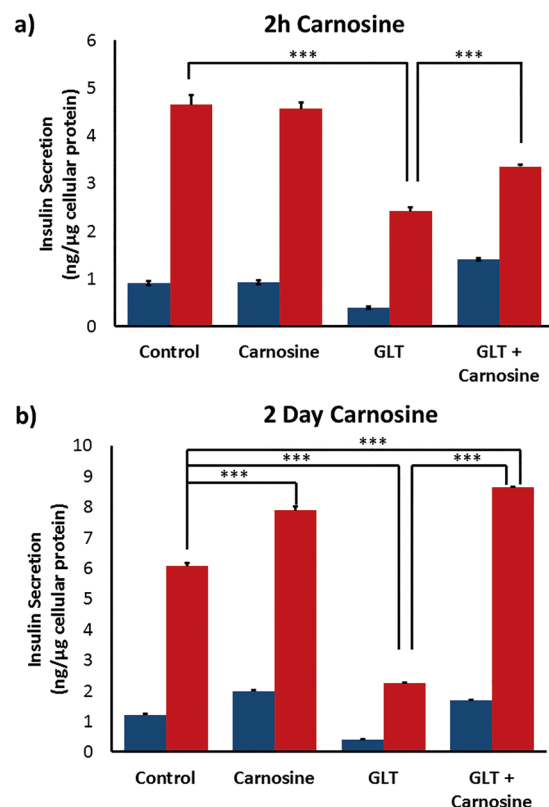 a)
2h Carnosine
Insulin Secretion
(ng/µg cellular protein)
6
5
4
3
2
1
0
***
***
Control
Carnosine
GLT
GLT +
Carnosine
b)
2 Day Carnosine
Insulin Secretion
(ng/µg cellular protein)
10
9
8
7
6
5
4
3
2
1
0
***
***
***
***
Control
Carnosine
GLT
GLT +
Carnosine